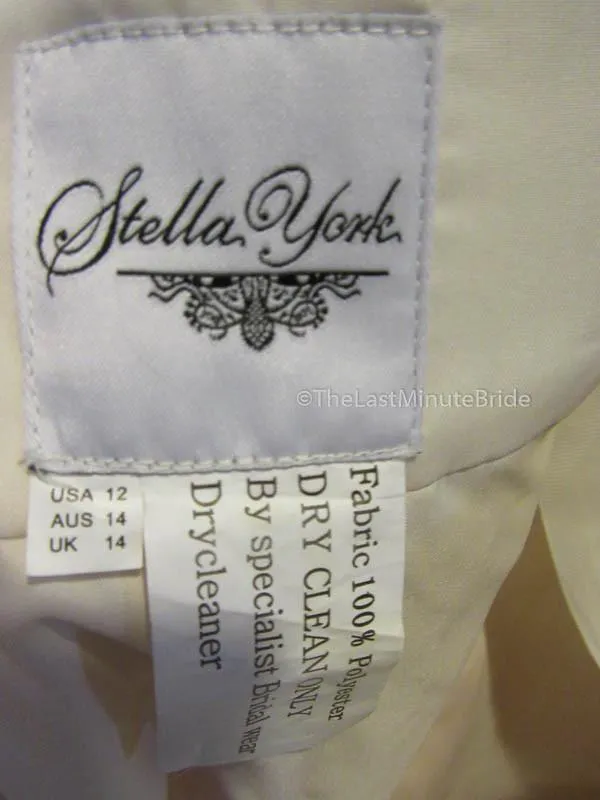 Stella York
©TheLastMinuteBride
USA 12
AUS 14
UK 14
Fabric 100% Polyester
DRY CLEAN ONLY
By specialist Bridal wear
Drycleaner